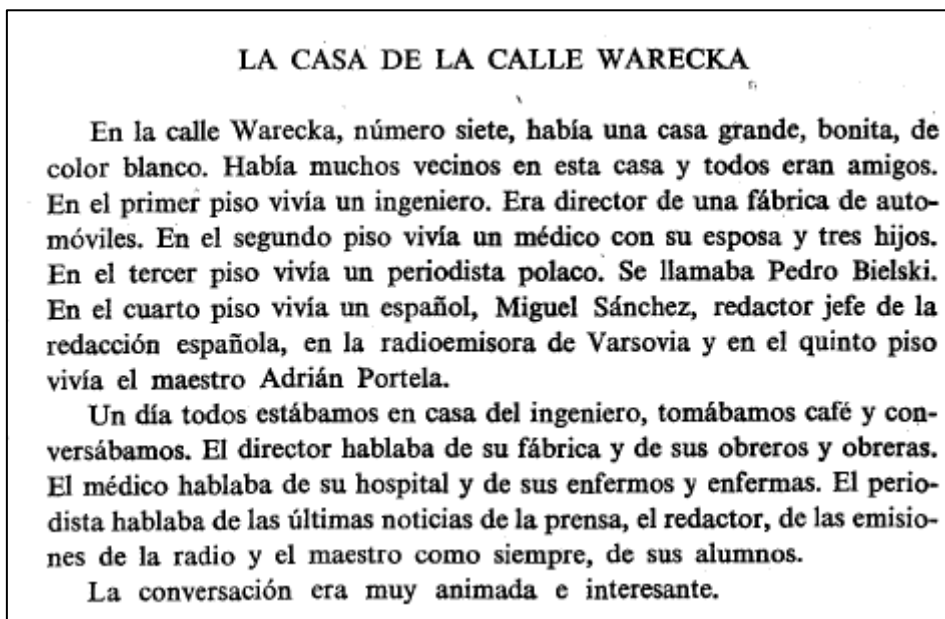 LA CASA DE LA CALLE WARECKA
En la calle Warecka, número siete, había una casa grande, bonita, de
color blanco. Había muchos vecinos en esta casa y todos eran amigos.
En el primer piso vivía un ingeniero. Era director de una fábrica de auto-
móviles. En el segundo piso vivía un médico con su esposa y tres hijos.
En el tercer piso vivía un periodista polaco. Se llamaba Pedro Bielski.
En el cuarto piso vivía un español, Miguel Sánchez, redactor jefe de la
redacción española, en la radioemisora de Varsovia y en el quinto piso
vivía el maestro Adrián Portela.
Un día todos estábamos en casa del ingeniero, tomábamos café y con-
versábamos. El director hablaba de su fábrica y de sus obreros y obreras.
El médico hablaba de su hospital y de sus enfermos y enfermas. El perio-
dista hablaba de las últimas noticias de la prensa, el redactor, de las emisio-
nes de la radio y el maestro como siempre, de sus alumnos.
La conversación era muy animada e interesante.